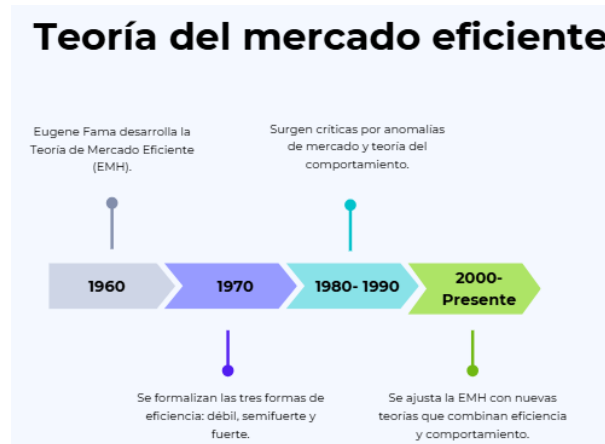 Teoría del mercado eficiente
Eugene Fama desarrolla la
Teoría de Mercado Eficiente
(EMH).
Surgen críticas por anomalías
de mercado y teoría del
comportamiento.
1960
1970
1980- 1990
2000-
Presente
Se formalizan las tres formas de
eficiencia: débil, semifuerte y
fuerte.
Se ajusta la EMH con nuevas
teorías que combinan eficiencia
y comportamiento.